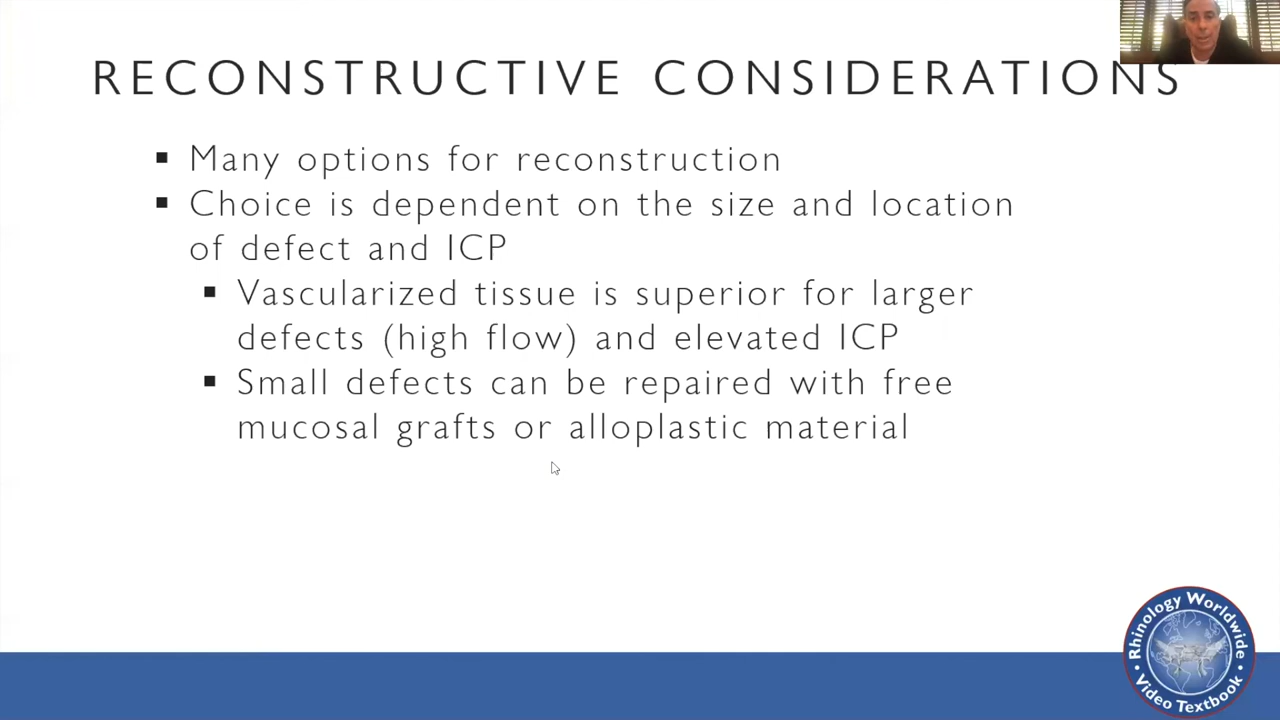 RECONSTRUCTIVE CONSIDERATIONS
▪ Many options for reconstruction
▪ Choice is dependent on the size and location
of defect and ICP
▪ Vascularized tissue is superior for larger
defects (high flow) and elevated ICP
▪ Small defects can be repaired with free
mucosal grafts or alloplastic material
Rhinology Worldwide
• Video Textbook •